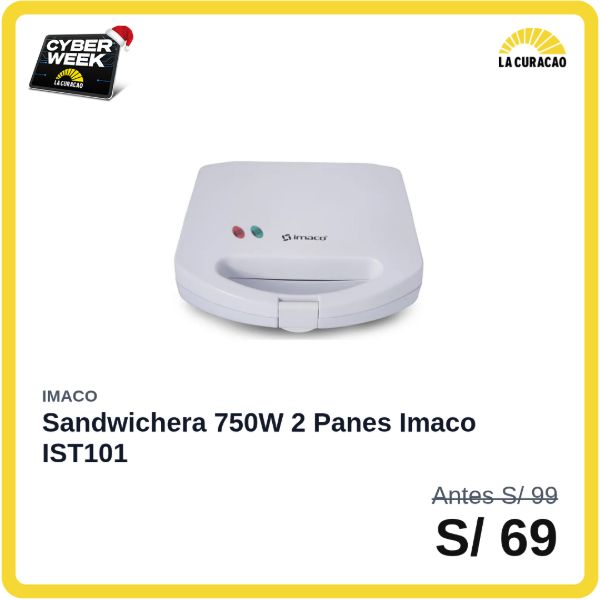 CYBER
WEEK
LA CURACAO
LA CURACAO
imaco
IMACO
Sandwichera 750W 2 Panes Imaco
IST101
Antes S/ 99
S/ 69